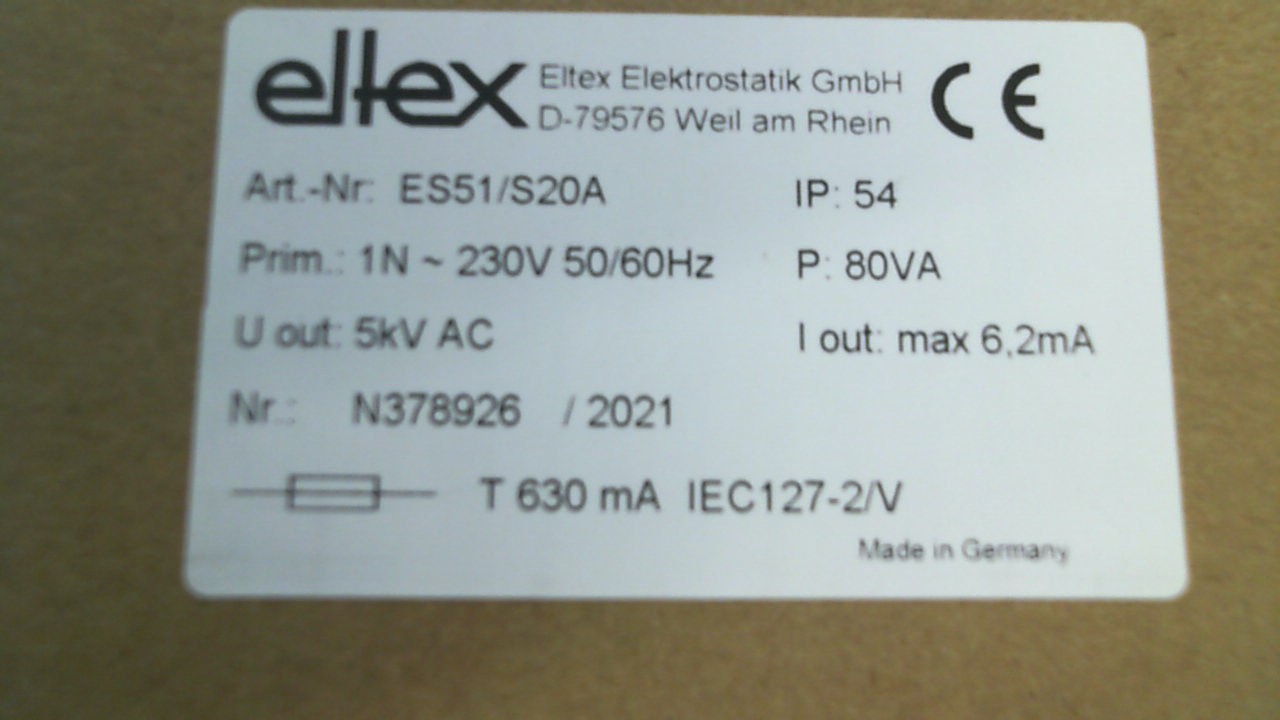 eltex Eltex Elektrostatik GmbH CE
D-79576 Weil am Rhein
Art.-Nr: ES51/S20A IP: 54
Prim.: 1N ~ 230V 50/60Hz P: 80VA
U out: 5kV AC I out: max 6,2mA
Nr.: N378926 / 2021
T 630 mA IEC127-2/V
Made in Germany